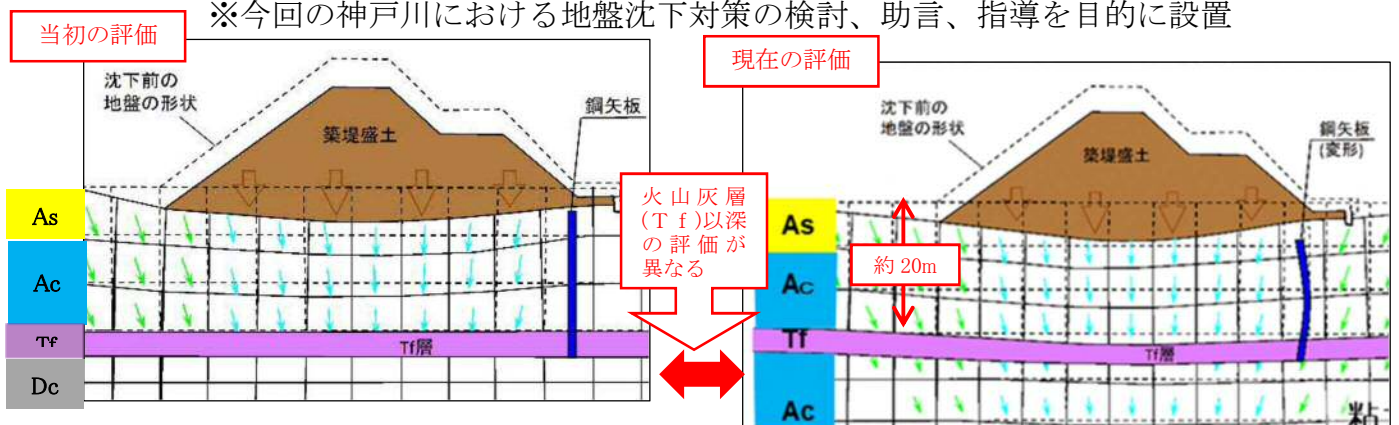 ※今回の神戸川における地盤沈下対策の検討、助言、指導を目的に設置
当初の評価
沈下前の
地盤の形状
鋼矢板
築堤盛土
As
Ac
Tf
Dc
Tf層
火山灰層
(Tf)以深
の評価が
異なる
現在の評価
沈下前の
地盤の形状
鋼矢板
(変形)
築堤盛土
As
Ac
Tf
Ac
約20m
Tf層
粘